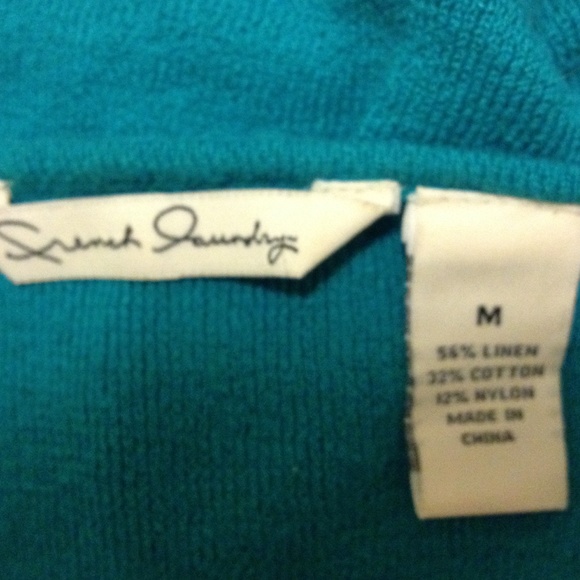 French Laundry
M
56% LINEN
32% COTTON
12% NYLON
MADE IN
CHINA